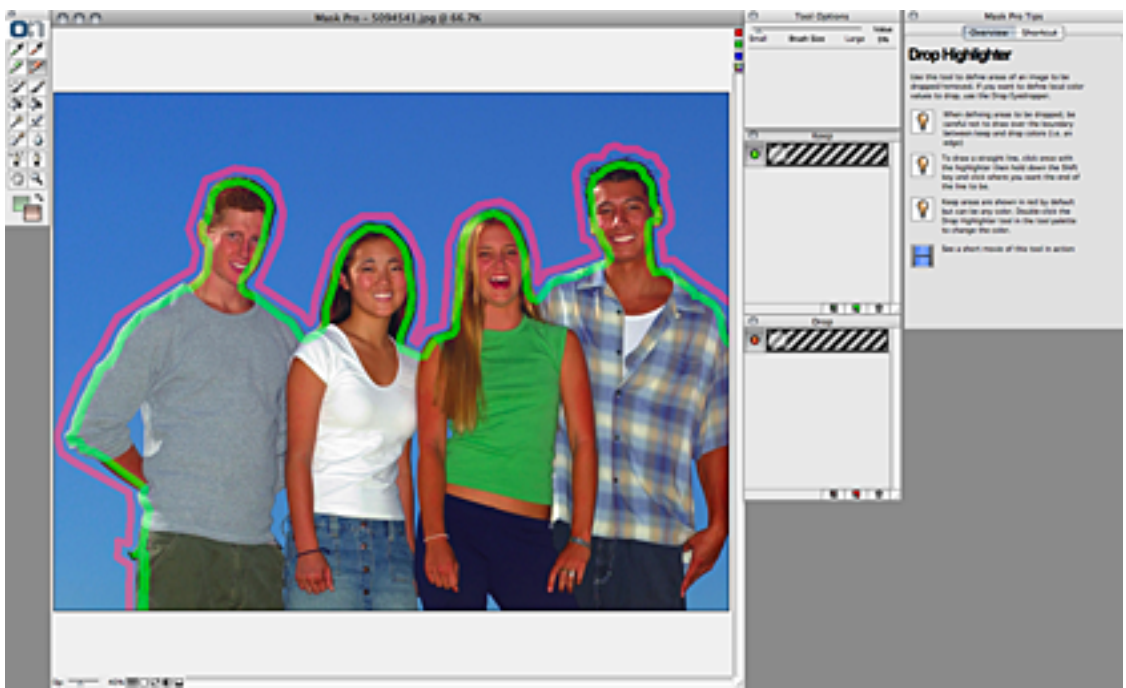 Mask Pro - 5094541.jpg @ 66.7%
Tool Options
Value
Small Brush Size Large 5%
Keep
Drop
Mask Pro Tips
Overview Shortcut
Drop Highlighter
Use this tool to define areas of an image to be
dropped/removed. If you want to define local color
values to drop, use the Drop Eyedropper.
When defining areas to be dropped, be
careful not to draw over the boundary
between keep and drop colors (i.e. an
edge)
To draw a straight line, click once with
the highlighter then hold down the Shift
key and click where you want the end of
the line to be.
Keep areas are shown in red by default
but can be any color. Double-click the
Drop Highlighter tool in the tool palette
to change the color.
See a short movie of this tool in action